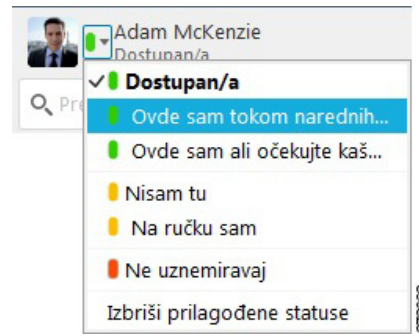 Adam McKenzie
Dostupan/a
Dostupan/a
Pre
Ovde sam tokom narednih...
Ovde sam ali očekujte kaš...
Nisam tu
Na ručku sam
Ne uznemiravaj
Izbriši prilagođene statuse